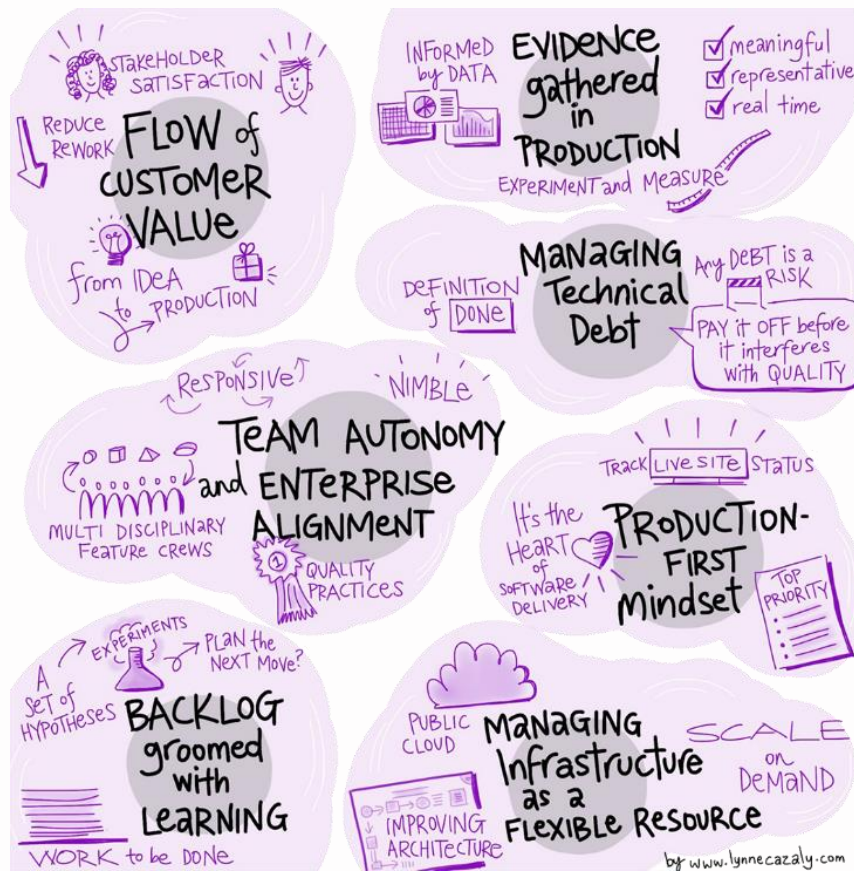 STAKEHOLDER
SATISFACTION
REDUCE
REWORK
FLOW of
CUSTOMER
VALUE
from IDEA
to
PRODUCTION
INFORMED
by DATA
EVIDENCE
gathered
in
PRODUCTION
meaningful
representative
real time
EXPERIMENT and MEASURE
MANAGING
Technical
Debt
DEFINITION
of DONE
Any DEBT is a
RISK
PAY it OFF before
it interferes
with QUALITY
RESPONSIVE
NIMBLE
TEAM AUTONOMY
and ENTERPRISE
ALIGNMENT
MULTI DISCIPLINARY
FEATURE CREWS
1
QUALITY
PRACTICES
TRACK LIVE SITE STATUS
It's the
HEART
of
SOFTWARE
DELIVERY
PRODUCTION-
FIRST
Mindset
TOP
PRIORITY
A
SET of
HYPOTHESES
EXPERIMENTS
PLAN the
NEXT MOVE?
BACKLOG
groomed
with
LEARNING
WORK to be DONE
PUBLIC
CLOUD
MANAGING
Infrastructure
as a
FLEXIBLE RESOURCE
SCALE
on
DEMAND
IMPROVING
ARCHITECTURE
by www.lynnecazaly.com